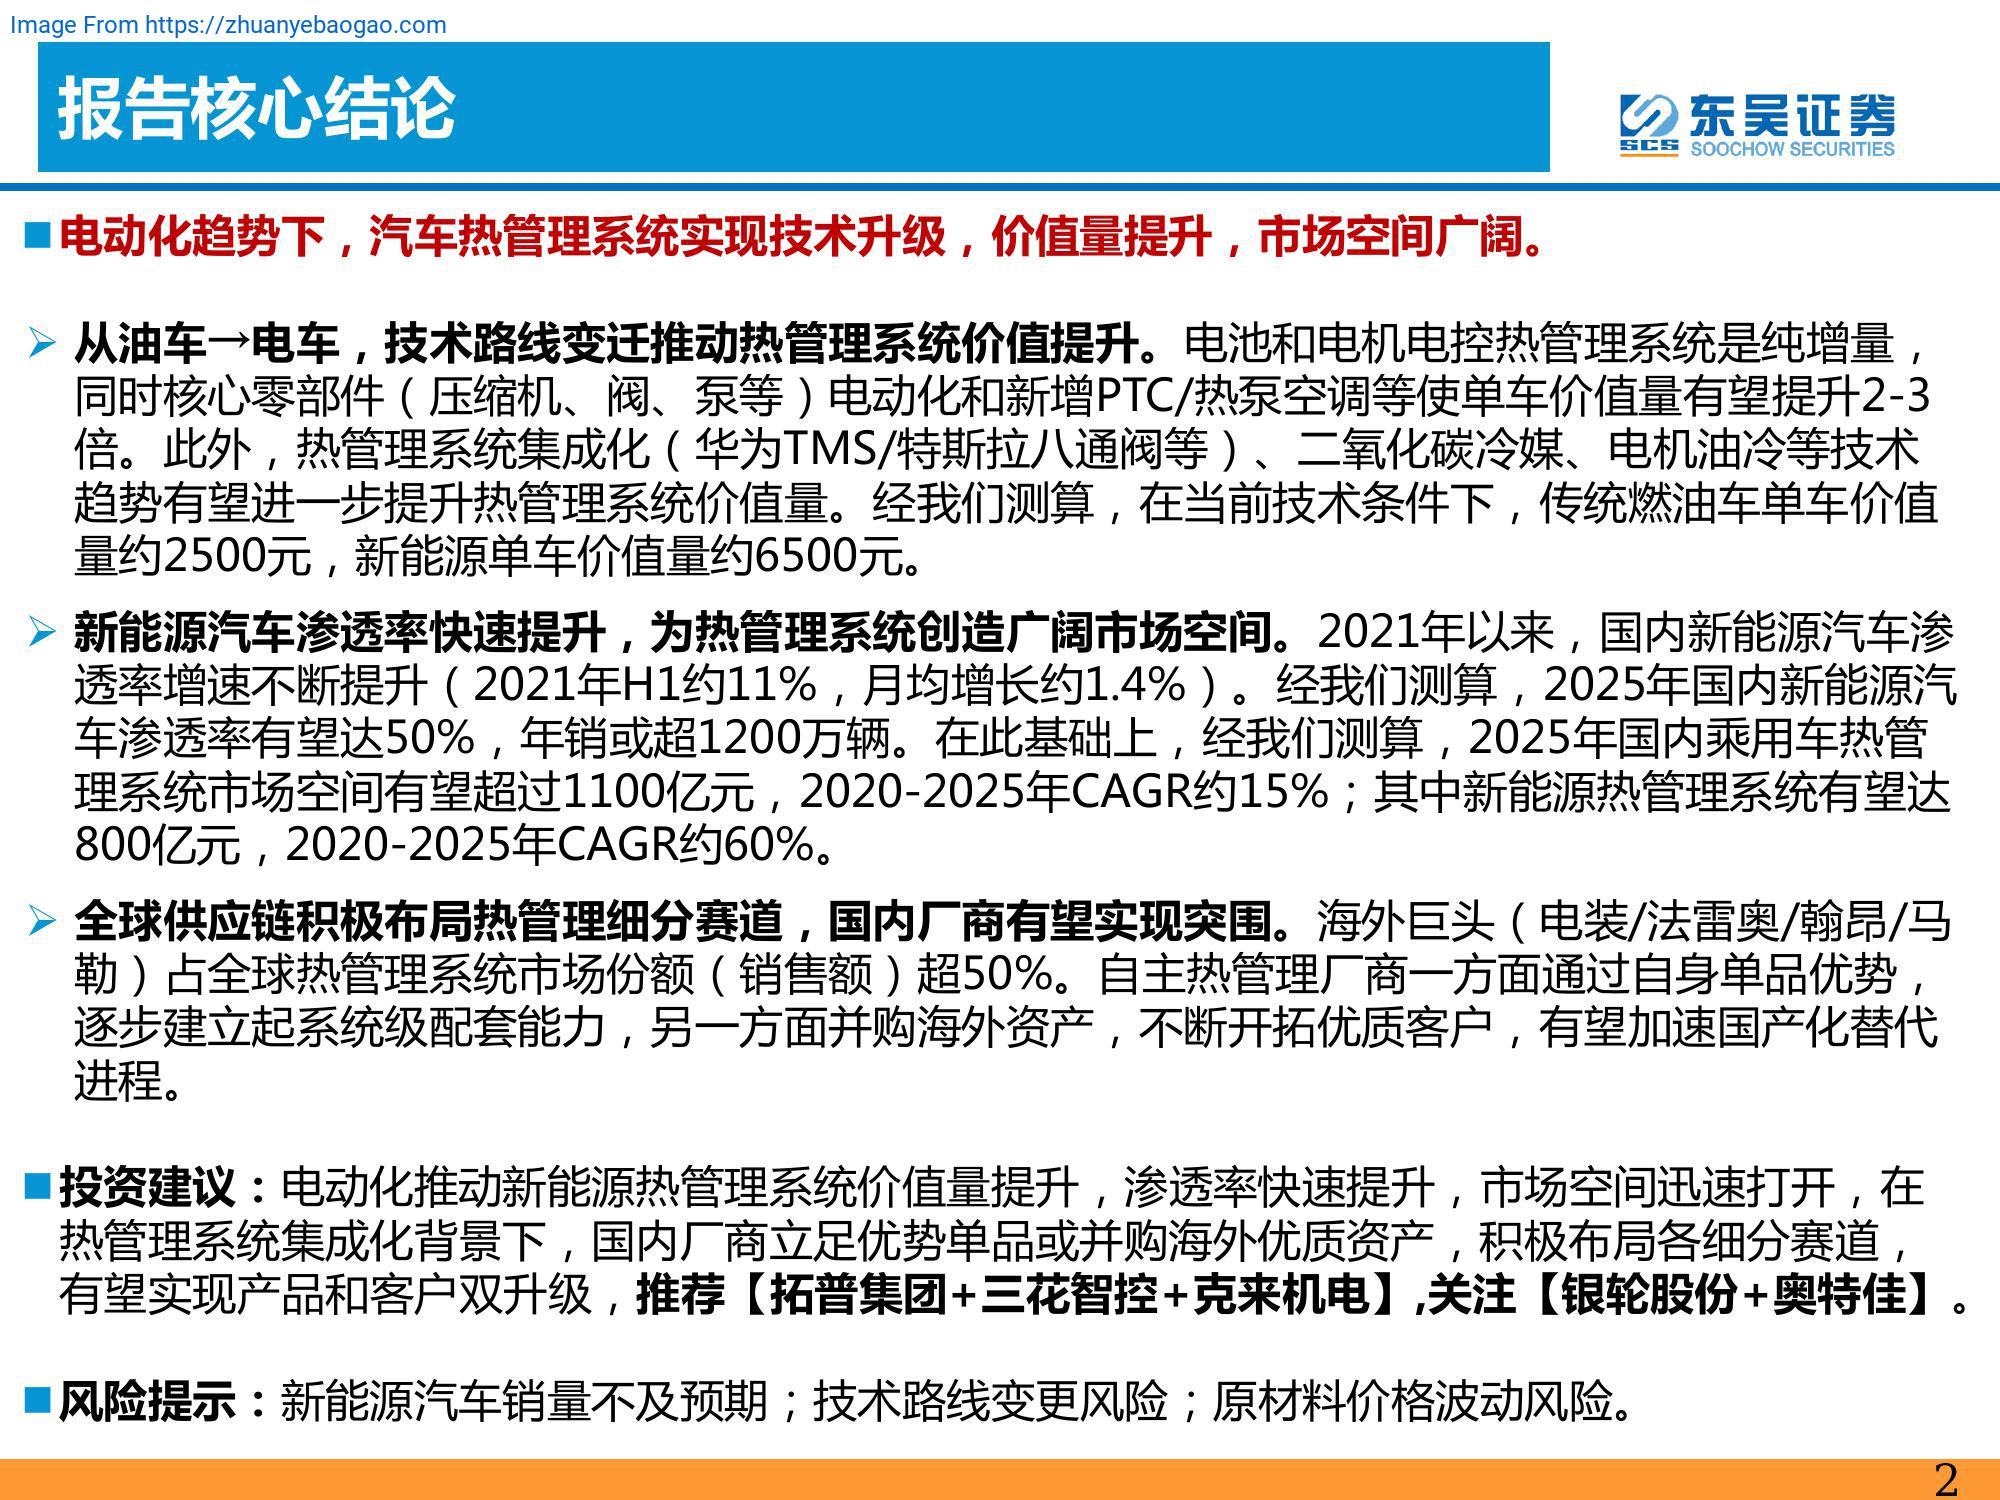 Image From https://zhuanyebaogao.com
报告核心结论
东吴证券
SCS
SOOCHOW SECURITIES
电动化趋势下，汽车热管理系统实现技术升级，价值量提升，市场空间广阔。
从油车→电车，技术路线变迁推动热管理系统价值提升。电池和电机电控热管理系统是纯增量，
同时核心零部件（压缩机、阀、泵等）电动化和新增PTC/热泵空调等使单车价值量有望提升2-3
倍。此外，热管理系统集成化（华为TMS/特斯拉八通阀等）、二氧化碳冷媒、电机油冷等技术
趋势有望进一步提升热管理系统价值量。经我们测算，在当前技术条件下，传统燃油车单车价值
量约2500元，新能源单车价值量约6500元。
新能源汽车渗透率快速提升，为热管理系统创造广阔市场空间。2021年以来，国内新能源汽车渗
透率增速不断提升（2021年H1约11%，月均增长约1.4%）。经我们测算，2025年国内新能源汽
车渗透率有望达50%，年销或超1200万辆。在此基础上，经我们测算，2025年国内乘用车热管
理系统市场空间有望超过1100亿元，2020-2025年CAGR约15%；其中新能源热管理系统有望达
800亿元，2020-2025年CAGR约60%。
全球供应链积极布局热管理细分赛道，国内厂商有望实现突围。海外巨头（电装/法雷奥/翰昂/马
勒）占全球热管理系统市场份额（销售额）超50%。自主热管理厂商一方面通过自身单品优势，
逐步建立起系统级配套能力，另一方面并购海外资产，不断开拓优质客户，有望加速国产化替代
进程。
投资建议：电动化推动新能源热管理系统价值量提升，渗透率快速提升，市场空间迅速打开，在
热管理系统集成化背景下，国内厂商立足优势单品或并购海外优质资产，积极布局各细分赛道，
有望实现产品和客户双升级，推荐【拓普集团+三花智控+克来机电】,关注【银轮股份+奥特佳】。
风险提示：新能源汽车销量不及预期；技术路线变更风险；原材料价格波动风险。
2